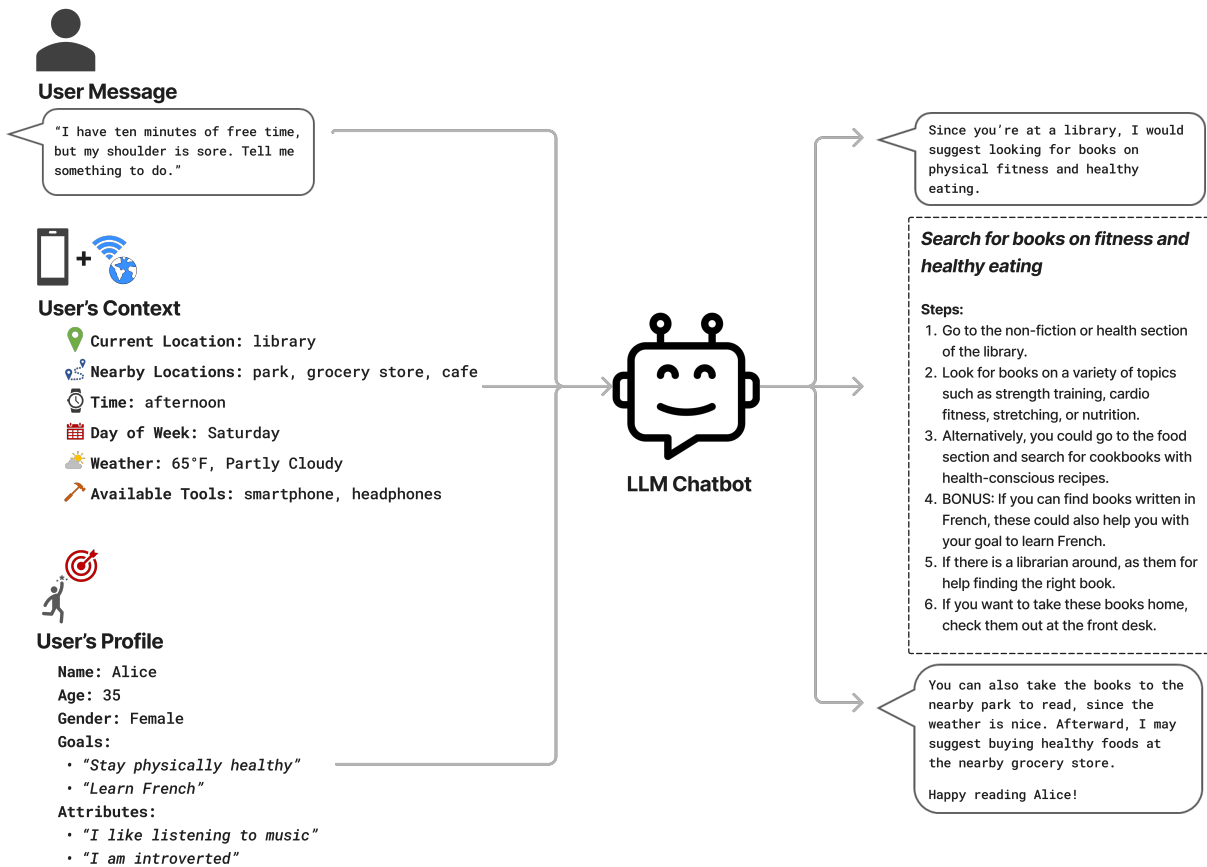 User Message
“I have ten minutes of free time,
but my shoulder is sore. Tell me
something to do.”
User’s Context
Current Location: library
Nearby Locations: park, grocery store, cafe
Time: afternoon
Day of Week: Saturday
Weather: 65°F, Partly Cloudy
Available Tools: smartphone, headphones
User’s Profile
Name: Alice
Age: 35
Gender: Female
Goals:
• “Stay physically healthy”
• “Learn French”
Attributes:
• “I like listening to music”
• “I am introverted”
LLM Chatbot
Since you’re at a library, I would
suggest looking for books on
physical fitness and healthy
eating.
Search for books on fitness and
healthy eating
Steps:
1. Go to the non-fiction or health section
of the library.
2. Look for books on a variety of topics
such as strength training, cardio
fitness, stretching, or nutrition.
3. Alternatively, you could go to the food
section and search for cookbooks with
health-conscious recipes.
4. BONUS: If you can find books written in
French, these could also help you with
your goal to learn French.
5. If there is a librarian around, as them for
help finding the right book.
6. If you want to take these books home,
check them out at the front desk.
You can also take the books to the
nearby park to read, since the
weather is nice. Afterward, I may
suggest buying healthy foods at
the nearby grocery store.
Happy reading Alice!